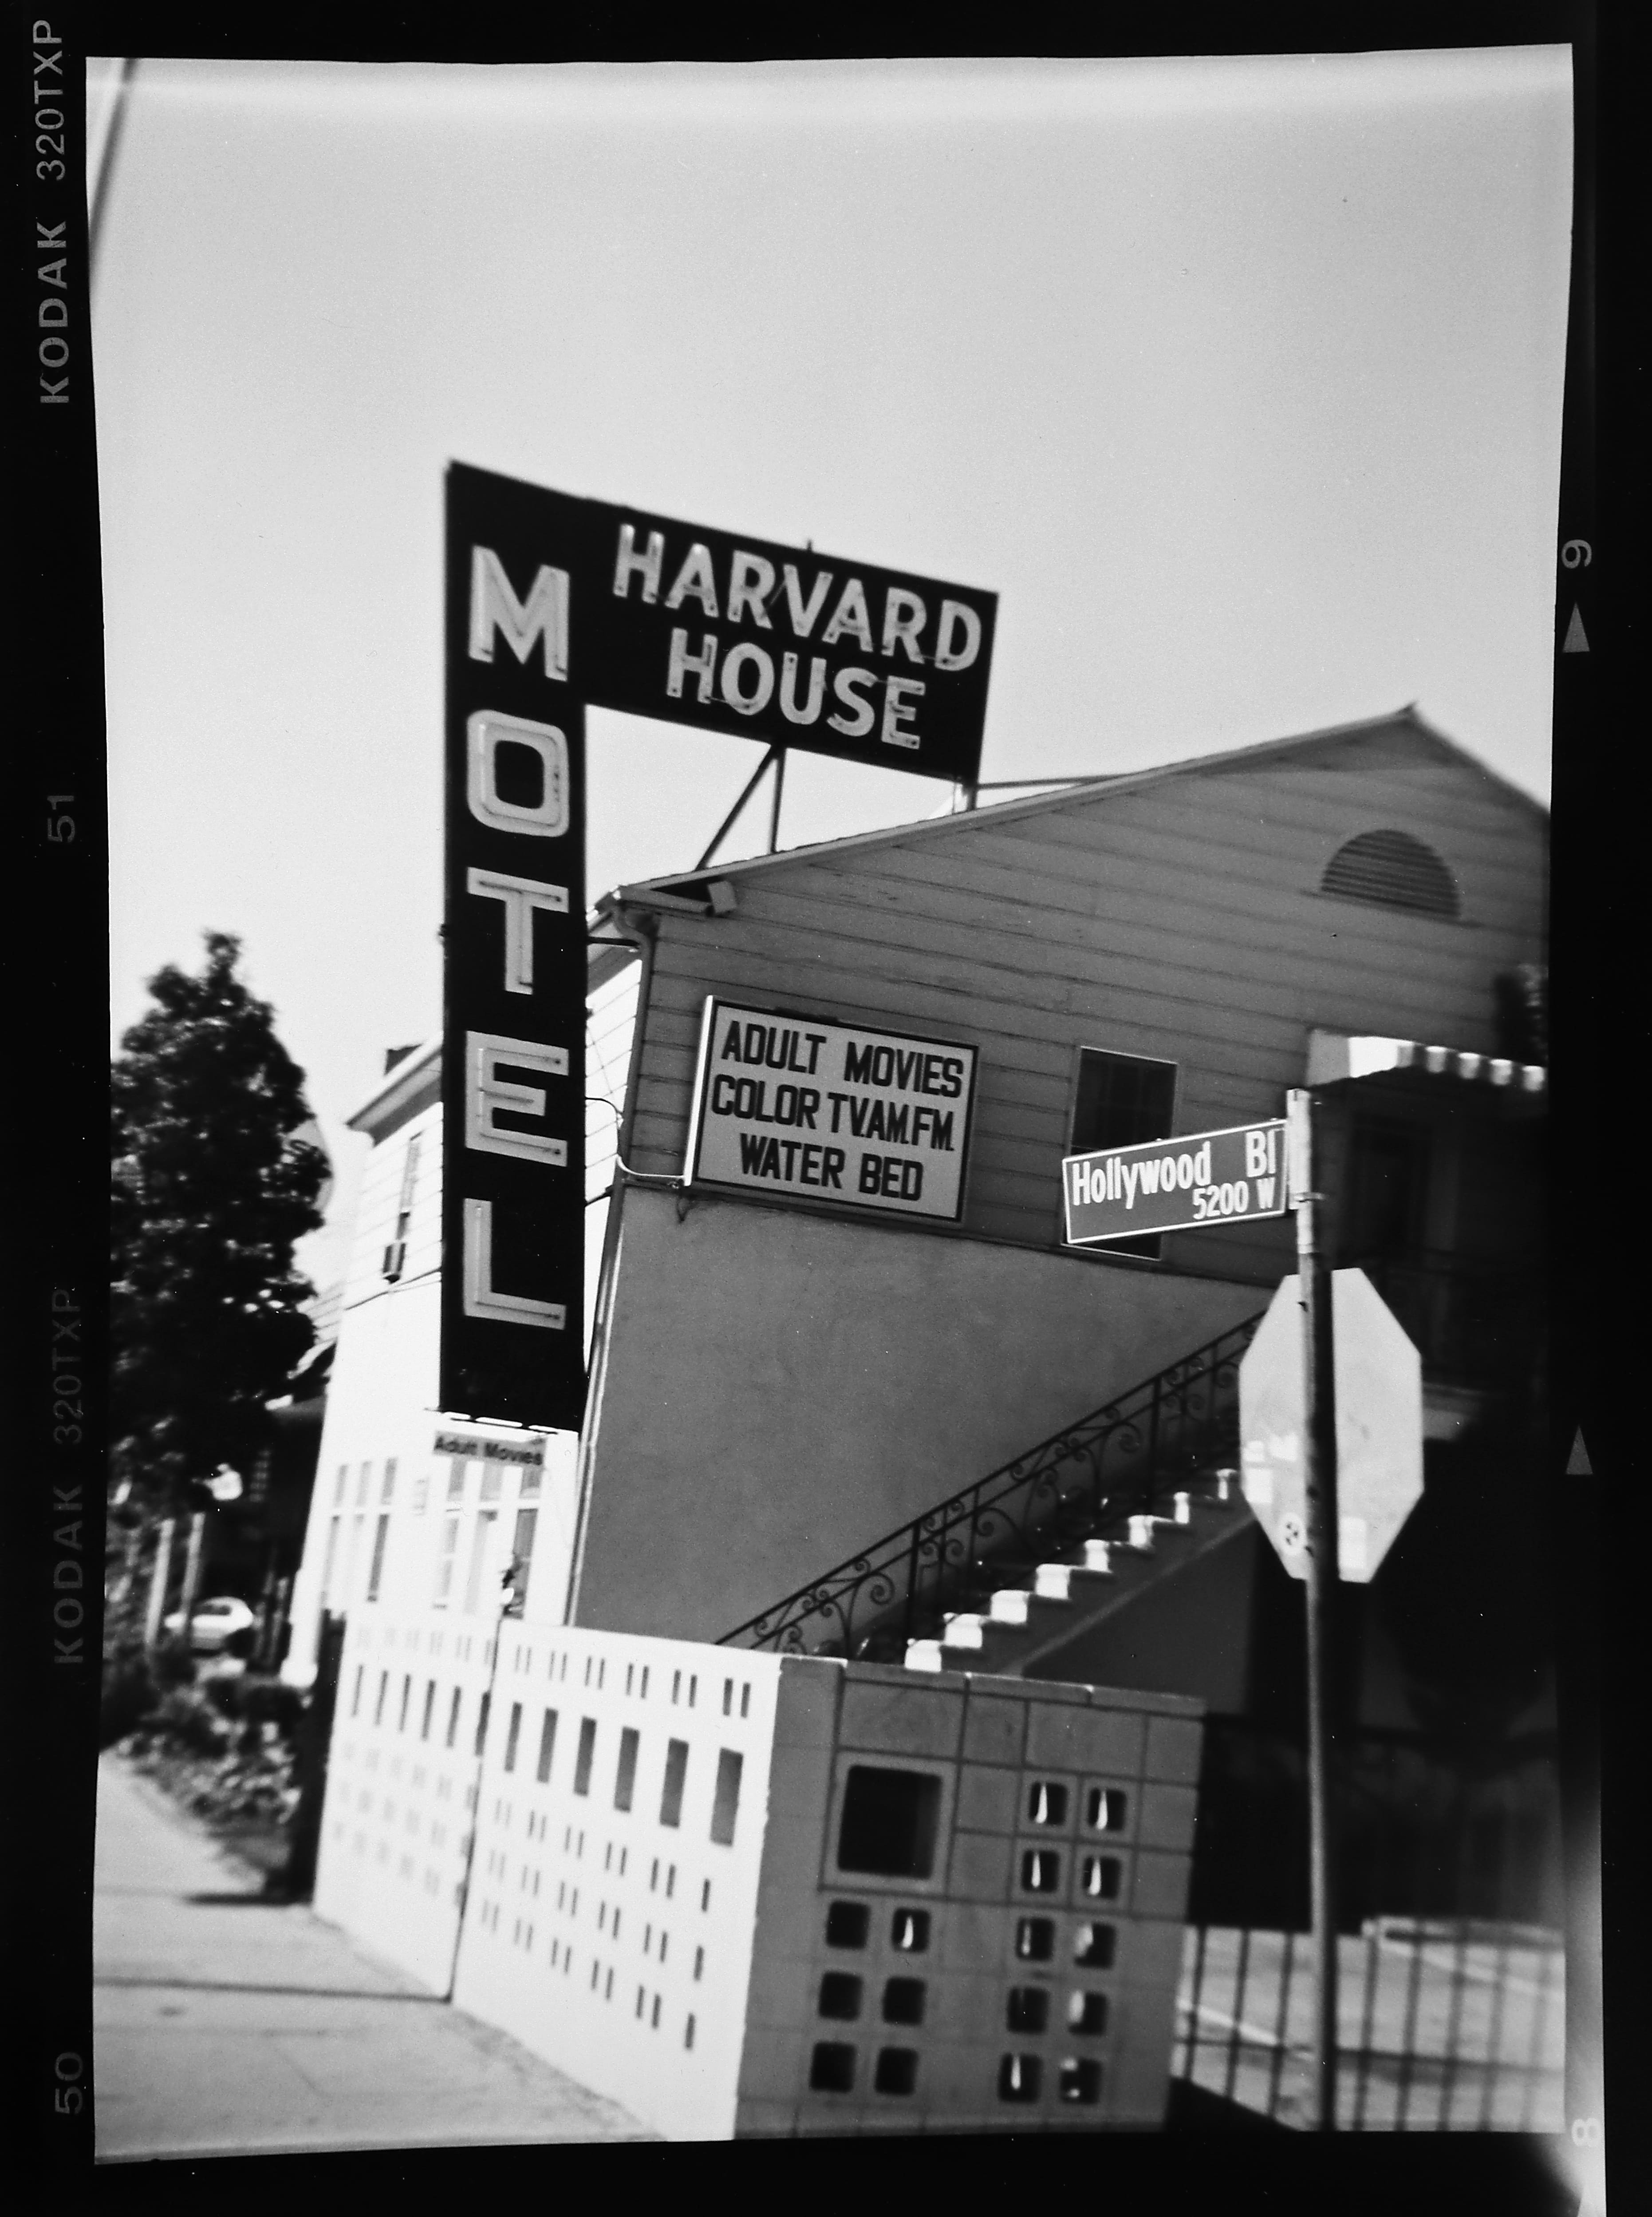 KODAK 320TXP
51
KODAK 320TXP
50
9
8
HARVARD
HOUSE
MOTEL
ADULT MOVIES
COLOR TV.AM.FM.
WATER BED
Hollywood Bl
5200 W
Adult Movies